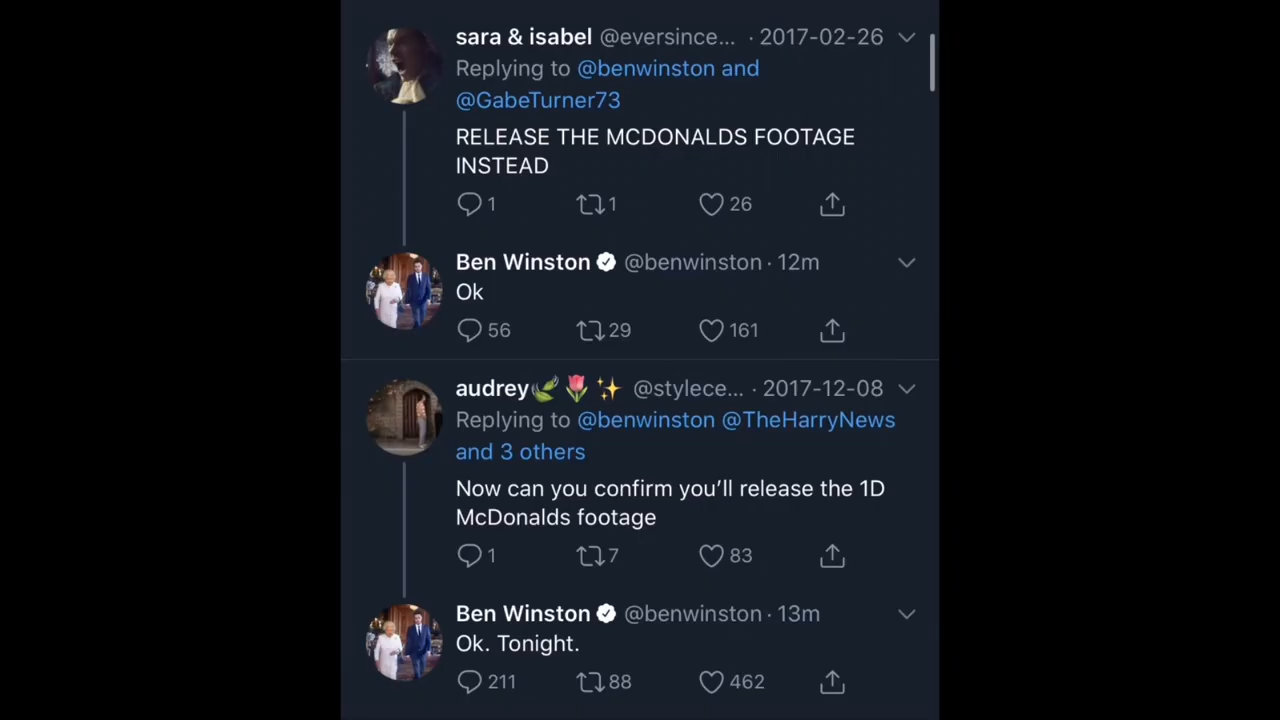 sara & isabel @eversince... · 2017-02-26
Replying to @benwinston and
@GabeTurner73
RELEASE THE MCDONALDS FOOTAGE
INSTEAD
1 1 26
Ben Winston @benwinston · 12m
Ok
56 29 161
audrey🌿🌷✨ @stylece... · 2017-12-08
Replying to @benwinston @TheHarryNews
and 3 others
Now can you confirm you’ll release the 1D
McDonalds footage
1 7 83
Ben Winston @benwinston · 13m
Ok. Tonight.
211 88 462